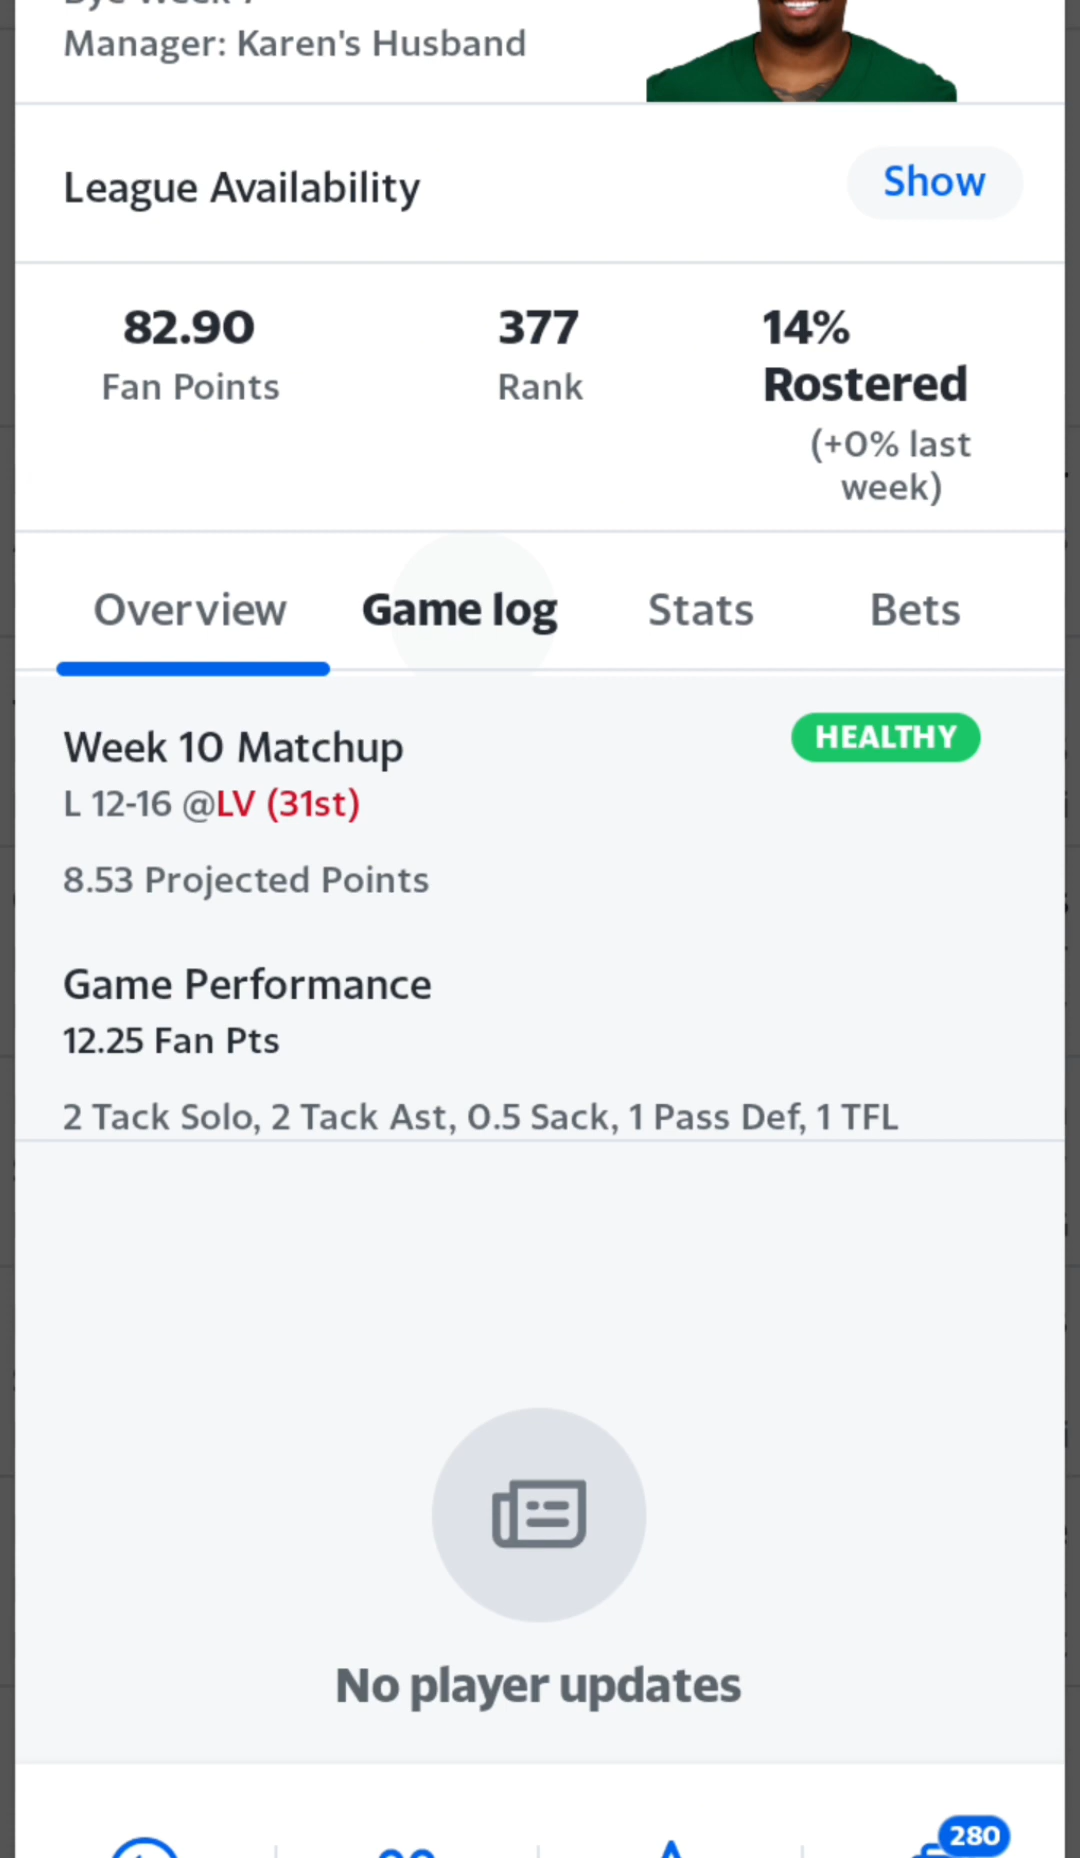 Bye Week 7
Manager: Karen's Husband
League Availability
Show
82.90
Fan Points
377
Rank
14%
Rostered
(+0% last
week)
Overview
Game log
Stats
Bets
Week 10 Matchup
HEALTHY
L 12-16 @LV (31st)
8.53 Projected Points
Game Performance
12.25 Fan Pts
2 Tack Solo, 2 Tack Ast, 0.5 Sack, 1 Pass Def, 1 TFL
No player updates
280